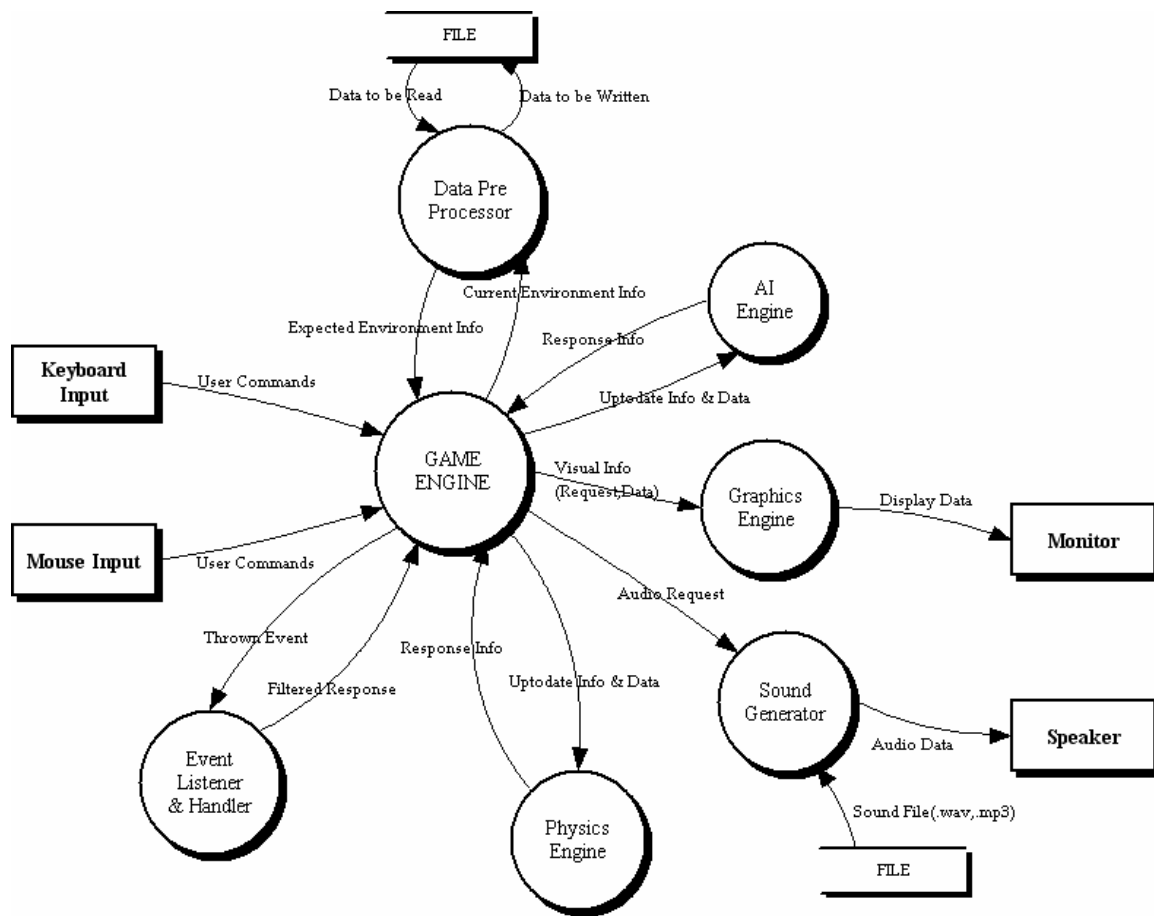 FILE
Data to be Read
Data to be Written
Data Pre
Processor
Current Environment Info
AI
Engine
Expected Environment Info
Response Info
Keyboard
Input
User Commands
Uptodate Info & Data
GAME
ENGINE
Visual Info
(Request,Data)
Graphics
Engine
Display Data
Monitor
Mouse Input
User Commands
Audio Request
Thrown Event
Response Info
Filtered Response
Uptodate Info & Data
Sound
Generator
Speaker
Audio Data
Event
Listener
& Handler
Physics
Engine
Sound File(.wav,.mp3)
FILE